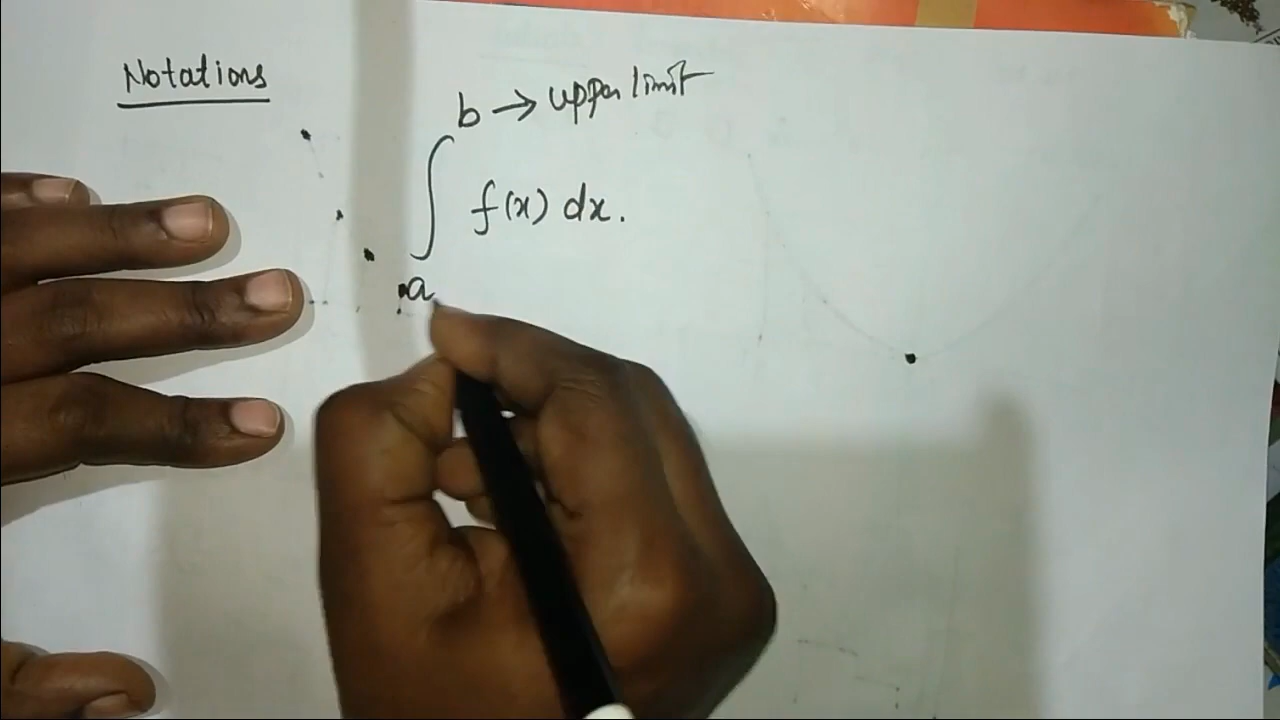 Notations
b → upper limit
∫ f(x) dx.
a